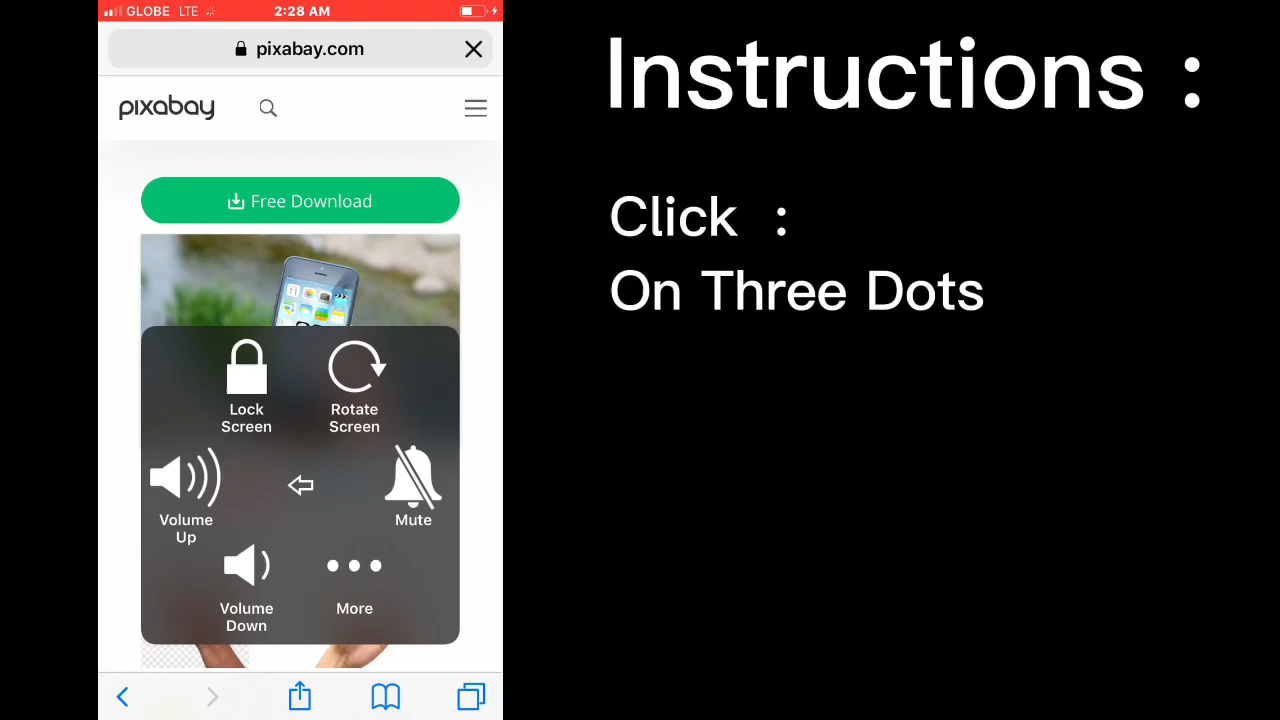 GLOBE LTE 2:28 AM
pixabay.com
pixabay
Free Download
Lock
Screen
Rotate
Screen
Volume
Up
Mute
Volume
Down
More
Instructions :
Click :
On Three Dots